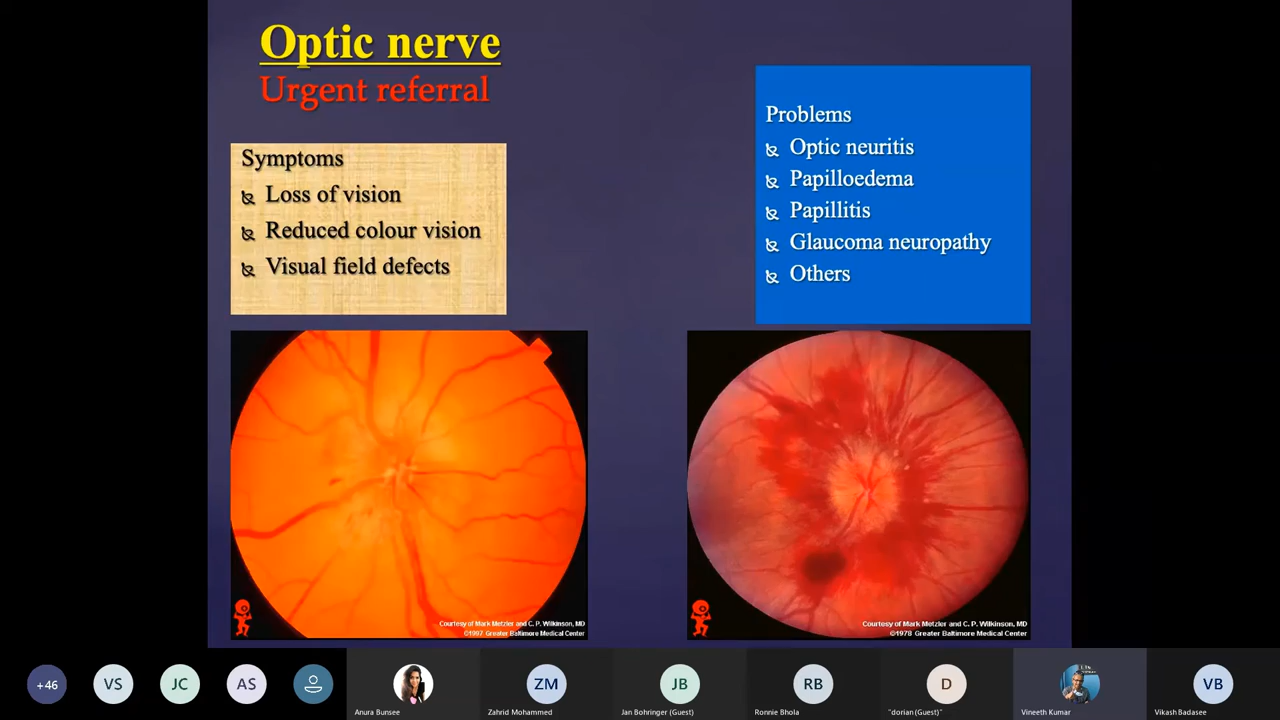 Optic nerve
Urgent referral
Symptoms
Loss of vision
Reduced colour vision
Visual field defects
Problems
Optic neuritis
Papilloedema
Papillitis
Glaucoma neuropathy
Others
Courtesy of Mark Metzler and C. P. Wilkinson, MD
©1997 Greater Baltimore Medical Center
Courtesy of Mark Metzler and C. P. Wilkinson, MD
©1978 Greater Baltimore Medical Center
+46
VS
JC
AS
Anura Bunsee
ZM
Zahrid Mohammed
JB
Jan Bohringer (Guest)
RB
Ronnie Bhola
D
"dorian (Guest)"
Vineeth Kumar
VB
Vikash Badasee